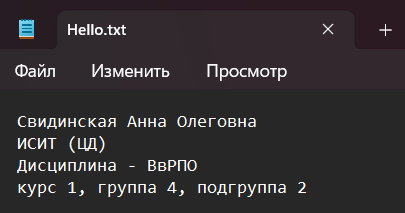 Hello.txt
Файл Изменить Просмотр
Свидинская Анна Олеговна
ИСИТ (ЦД)
Дисциплина - ВвРПО
курс 1, группа 4, подгруппа 2